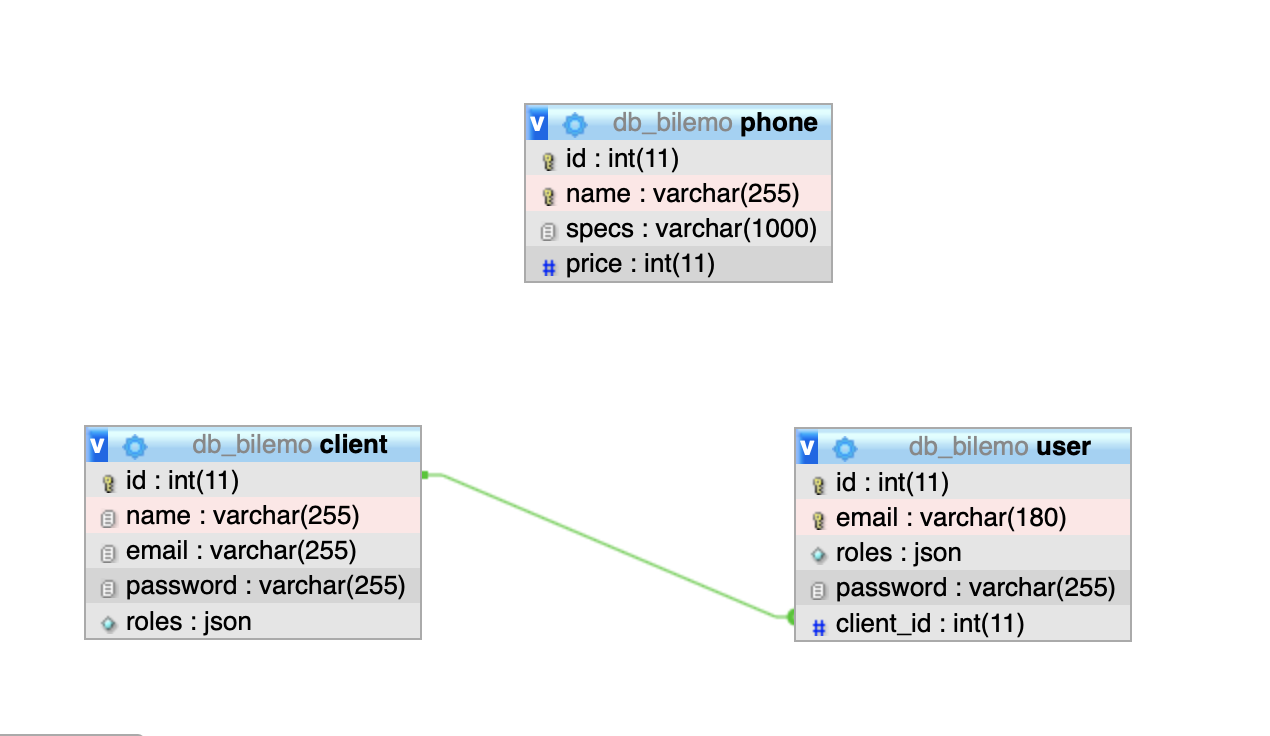 v db_bilemo phone
id : int(11)
name : varchar(255)
specs : varchar(1000)
# price : int(11)
v db_bilemo client
id : int(11)
name : varchar(255)
email : varchar(255)
password : varchar(255)
roles : json
v db_bilemo user
id : int(11)
email : varchar(180)
roles : json
password : varchar(255)
# client_id : int(11)